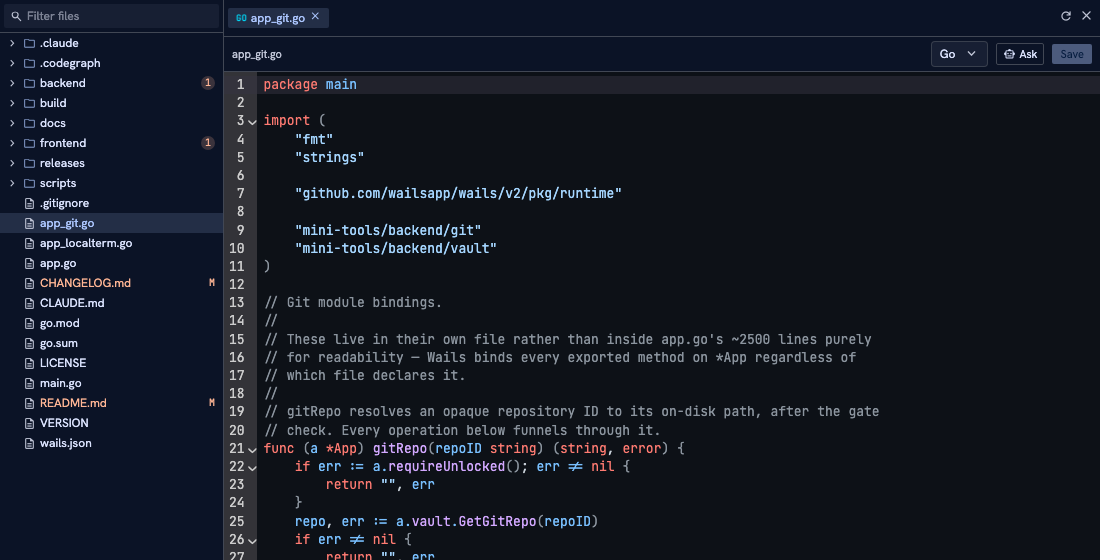 Filter files
.claude
.codegraph
backend 1
build
docs
frontend 1
releases
scripts
.gitignore
app_git.go
app_localterm.go
app.go
CHANGELOG.md M
CLAUDE.md
go.mod
go.sum
LICENSE
main.go
README.md M
VERSION
wails.json
GO app_git.go
app_git.go
Go
Ask
Save
1 package main
2
3 import (
4     "fmt"
5     "strings"
6
7     "github.com/wailsapp/wails/v2/pkg/runtime"
8
9     "mini-tools/backend/git"
10     "mini-tools/backend/vault"
11 )
12
13 // Git module bindings.
14 //
15 // These live in their own file rather than inside app.go's ~2500 lines purely
16 // for readability — Wails binds every exported method on *App regardless of
17 // which file declares it.
18 //
19 // gitRepo resolves an opaque repository ID to its on-disk path, after the gate
20 // check. Every operation below funnels through it.
21 func (a *App) gitRepo(repoID string) (string, error) {
22     if err := a.requireUnlocked(); err != nil {
23         return "", err
24     }
25     repo, err := a.vault.GetGitRepo(repoID)
26     if err != nil {
27         return "", err